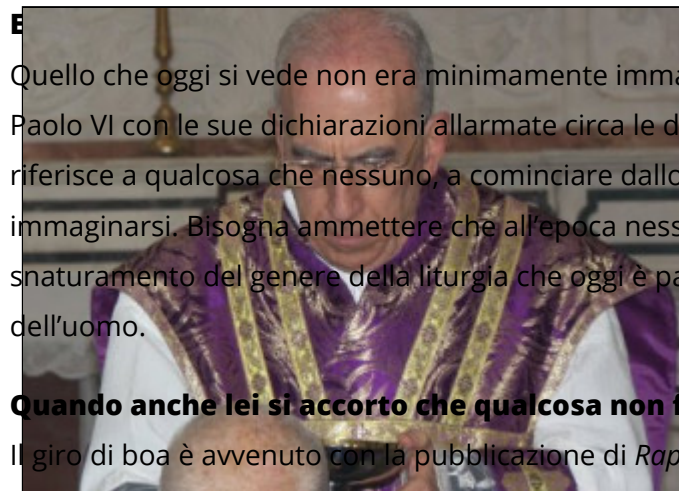 Quello che oggi si vede non era minimamente imma
Paolo VI con le sue dichiarazioni allarmate circa le d
riferisce a qualcosa che nessuno, a cominciare dallo
immaginarsi. Bisogna ammettere che all'epoca ness
snaturamento del genere della liturgia che oggi è pa
dell'uomo.
Quando anche lei si accorto che qualcosa non f
Il giro di boa è avvenuto con la pubblicazione di Rap